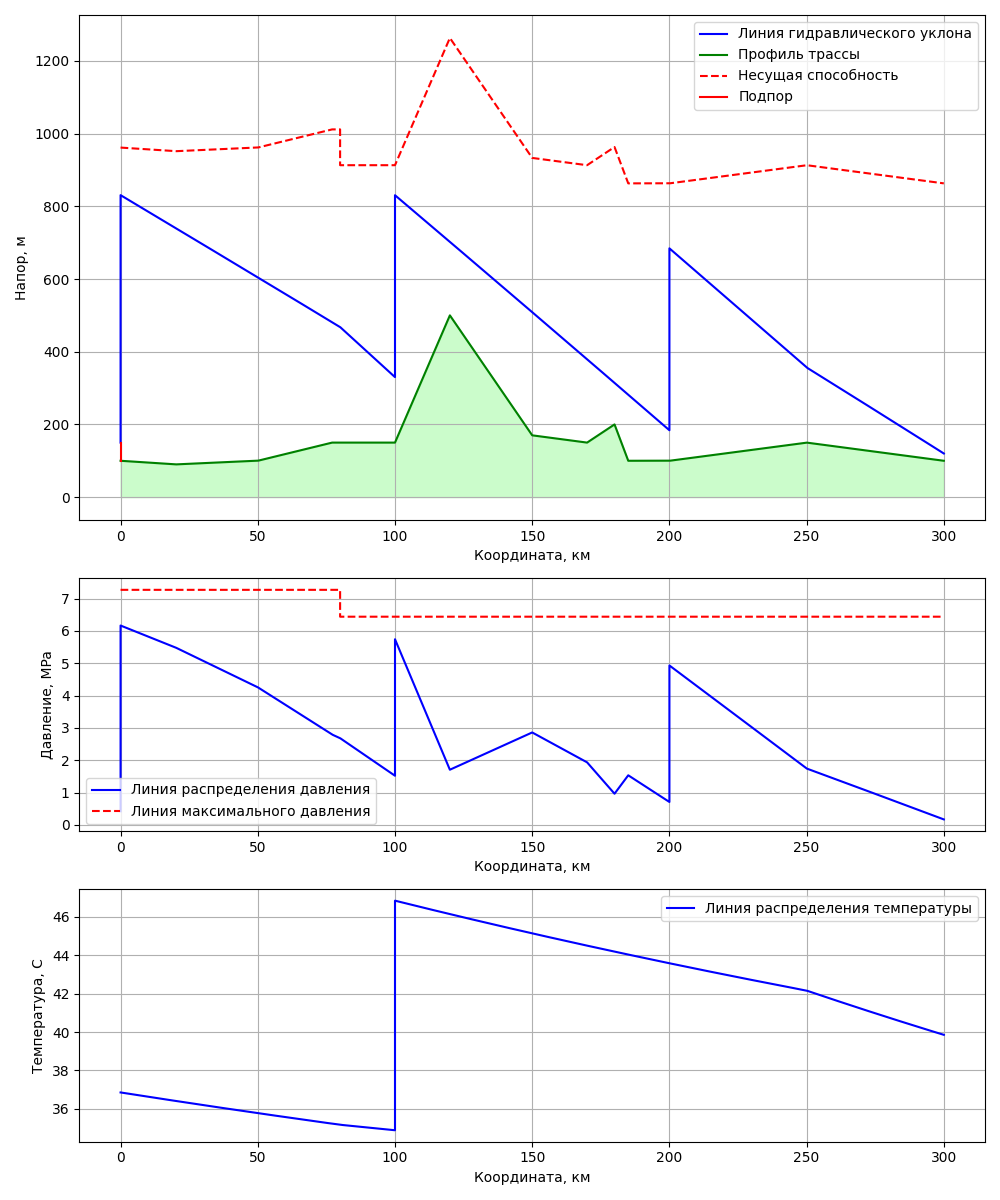 Линия гидравлического уклона
Профиль трассы
Несущая способность
Подпор
1200
1000
800
600
400
200
0
Напор, м
0 50 100 150 200 250 300
Координата, км
7
6
5
4
3
2
1
0
Давление, МРа
Линия распределения давления
Линия максимального давления
0 50 100 150 200 250 300
Координата, км
Линия распределения температуры
46
44
42
40
38
36
Температура, С
0 50 100 150 200 250 300
Координата, км